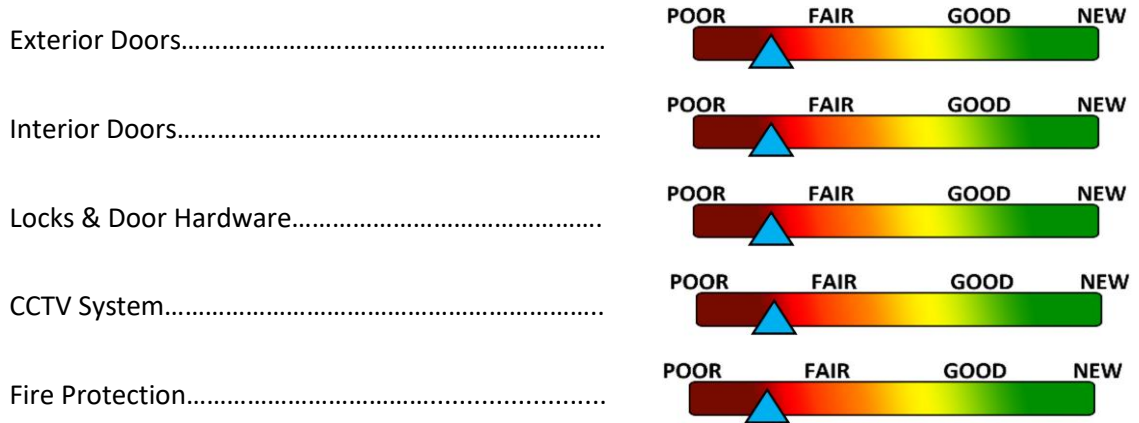 POOR FAIR GOOD NEW
Exterior Doors……………………………………………………
POOR FAIR GOOD NEW
Interior Doors……………………………………………………
POOR FAIR GOOD NEW
Locks & Door Hardware……………………………………
POOR FAIR GOOD NEW
CCTV System……………………………………………………..
POOR FAIR GOOD NEW
Fire Protection…………………………......................